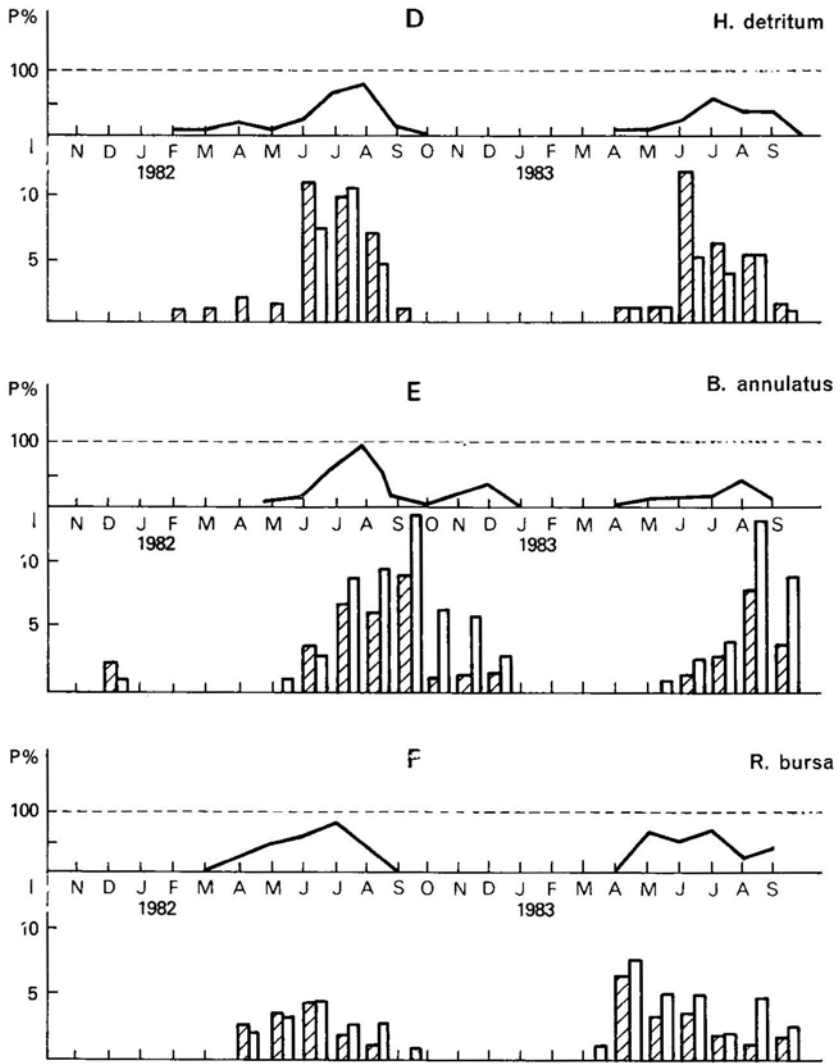 P% D H. detritum
100
N D J F M A M J J A S O N D J F M A M J J A S
I 1982 1983
10
5
P% E B. annulatus
100
N D J F M A M J J A S O N D J F M A M J J A S
I 1982 1983
10
5
P% F R. bursa
100
N D J F M A M J J A S O N D J F M A M J J A S
I 1982 1983
10
5